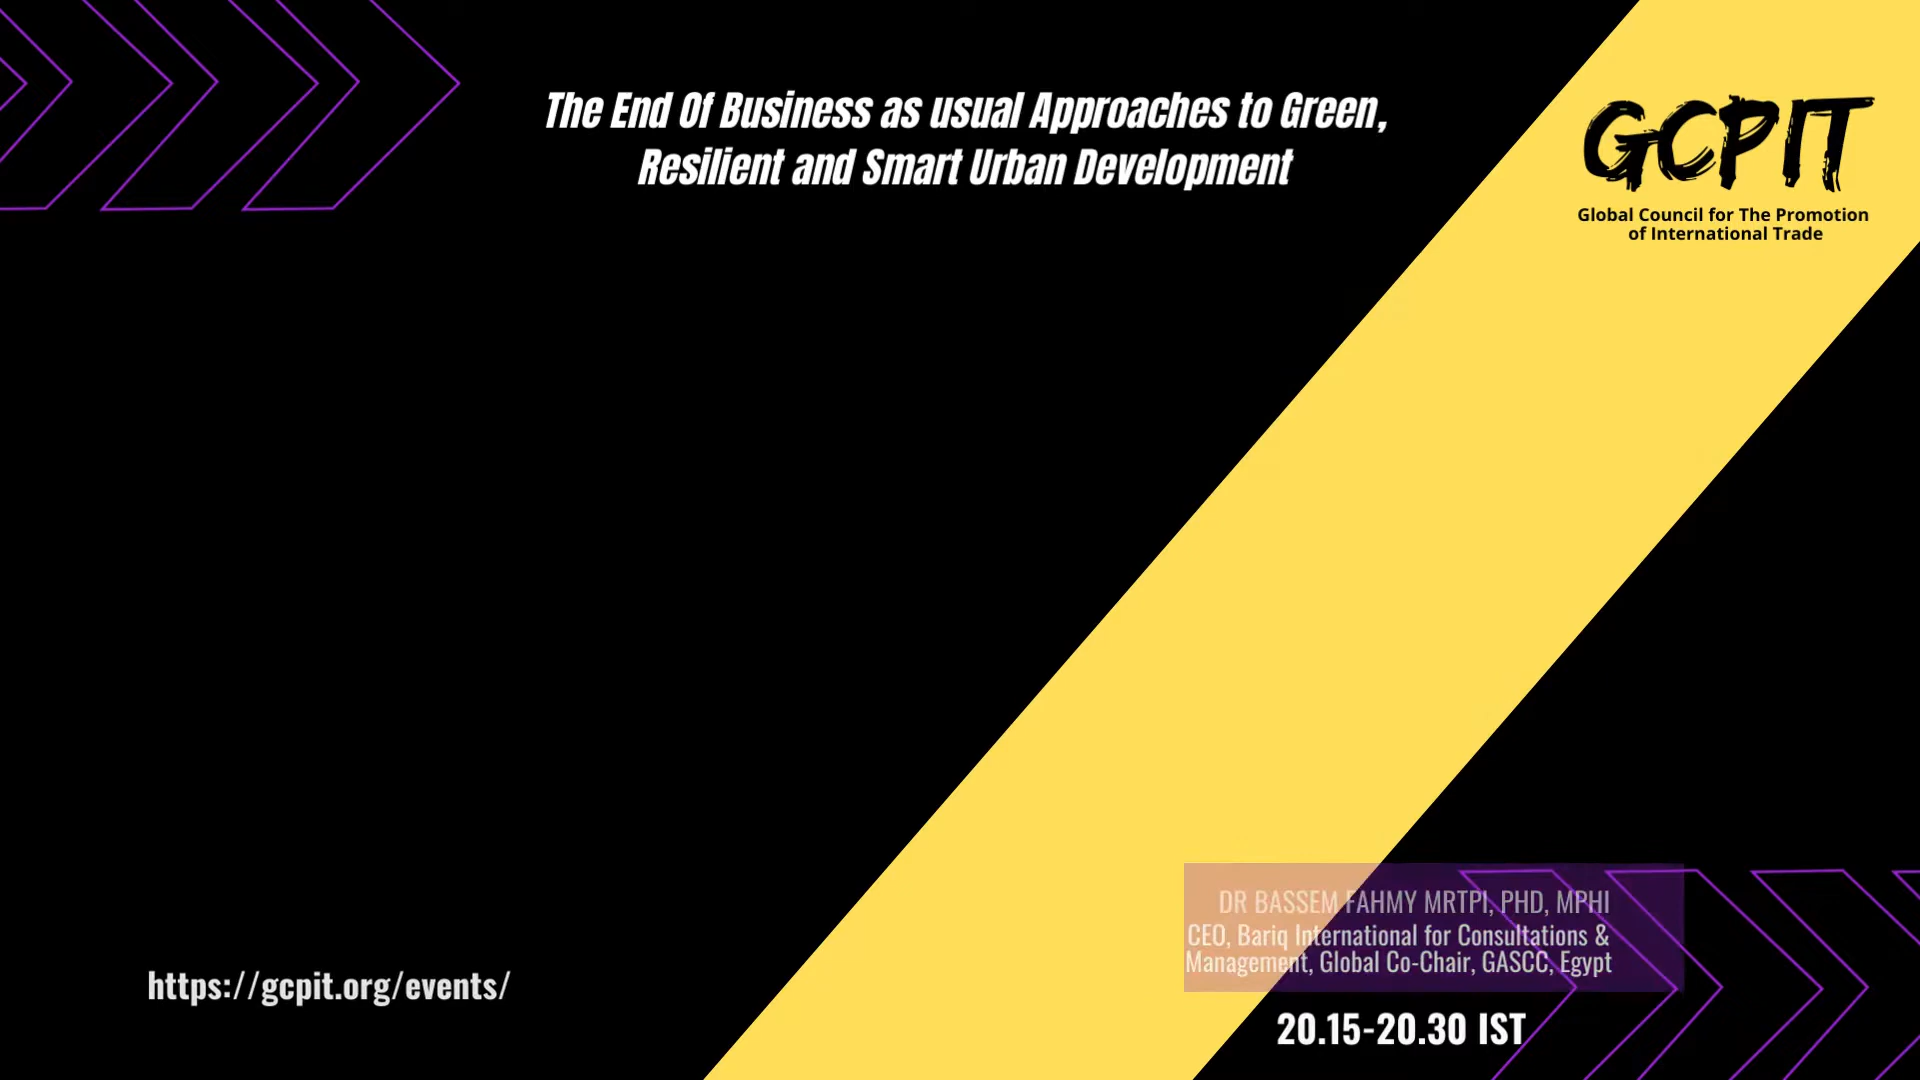 The End Of Business as usual Approaches to Green,
Resilient and Smart Urban Development
GCPIT
Global Council for The Promotion
of International Trade
DR BASSEM FAHMY MRTPI, PHD, MPHI
CEO, Bariq International for Consultations &
Management, Global Co-Chair, GASCC, Egypt
https://gcpit.org/events/
20.15-20.30 IST